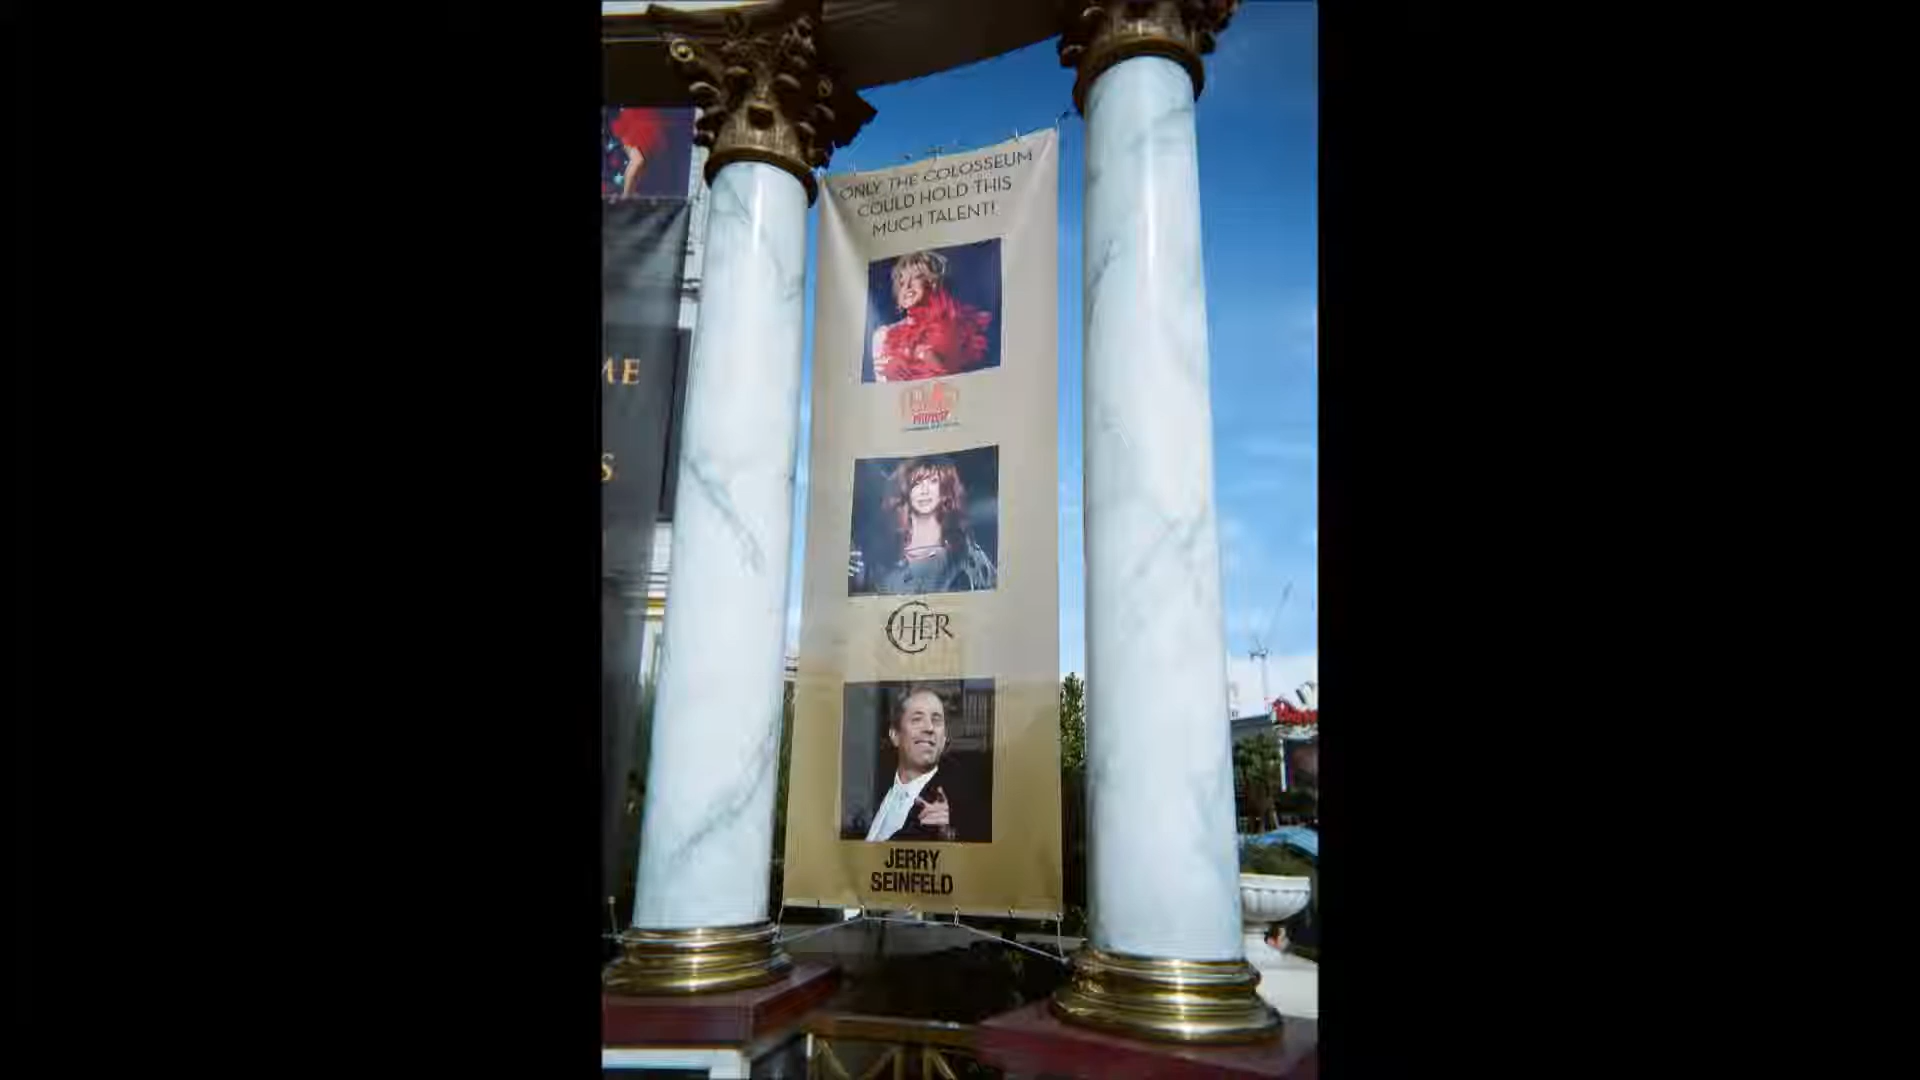 ONLY THE COLOSSEUM
COULD HOLD THIS
MUCH TALENT!
CHER
JERRY
SEINFELD